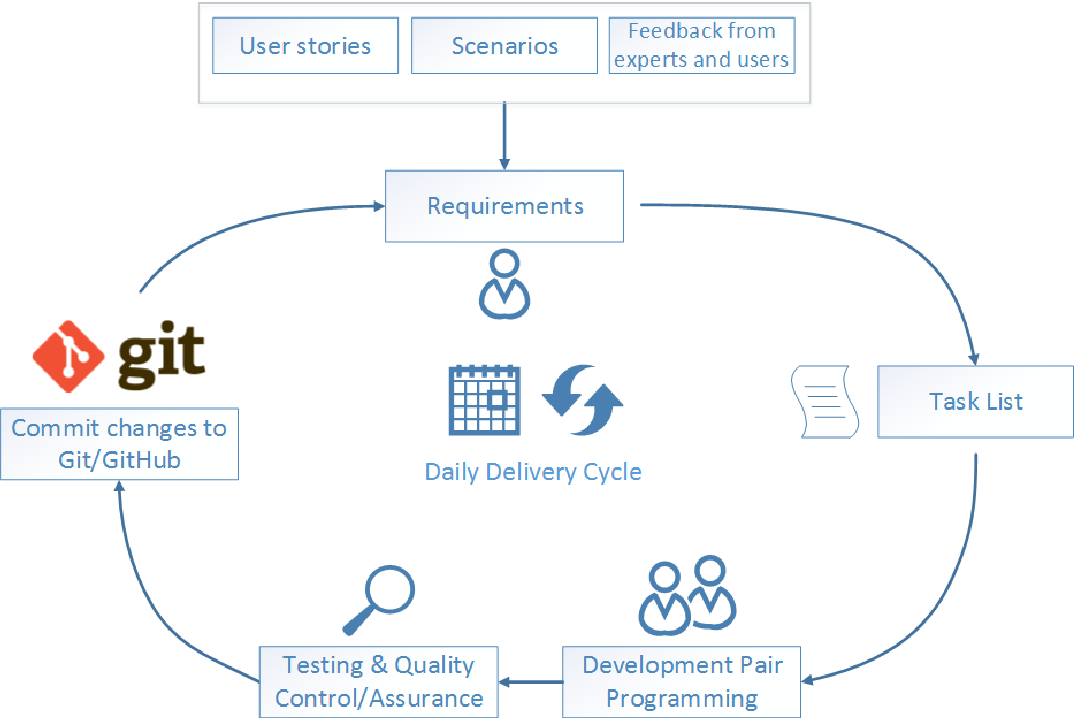 User stories
Scenarios
Feedback from
experts and users
Requirements
git
Task List
Commit changes to
Git/GitHub
Daily Delivery Cycle
Testing & Quality
Control/Assurance
Development Pair
Programming